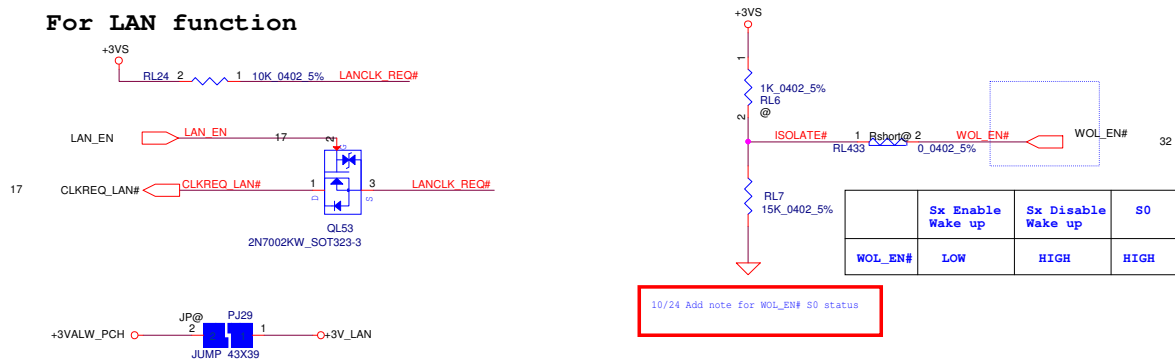 For LAN function
+3VS
RL24 2 1 10K_0402_5% LANCLK_REQ#
LAN_EN LAN_EN 17 2
G
17 CLKREQ_LAN# CLKREQ_LAN# 1 3 LANCLK_REQ#
D S
QL53
2N7002KW_SOT323-3
JP@ PJ29
+3VALW_PCH 2 2 1 1 +3V_LAN
JUMP_43X39
+3VS
1
1K_0402_5%
RL6
2 @
ISOLATE# 1 Rshort@ 2 WOL_EN# WOL_EN# 32
RL433 0_0402_5%
RL7
15K_0402_5%
Sx Enable Wake up
Sx Disable Wake up
S0
WOL_EN# LOW HIGH HIGH
10/24 Add note for WOL_EN# S0 status